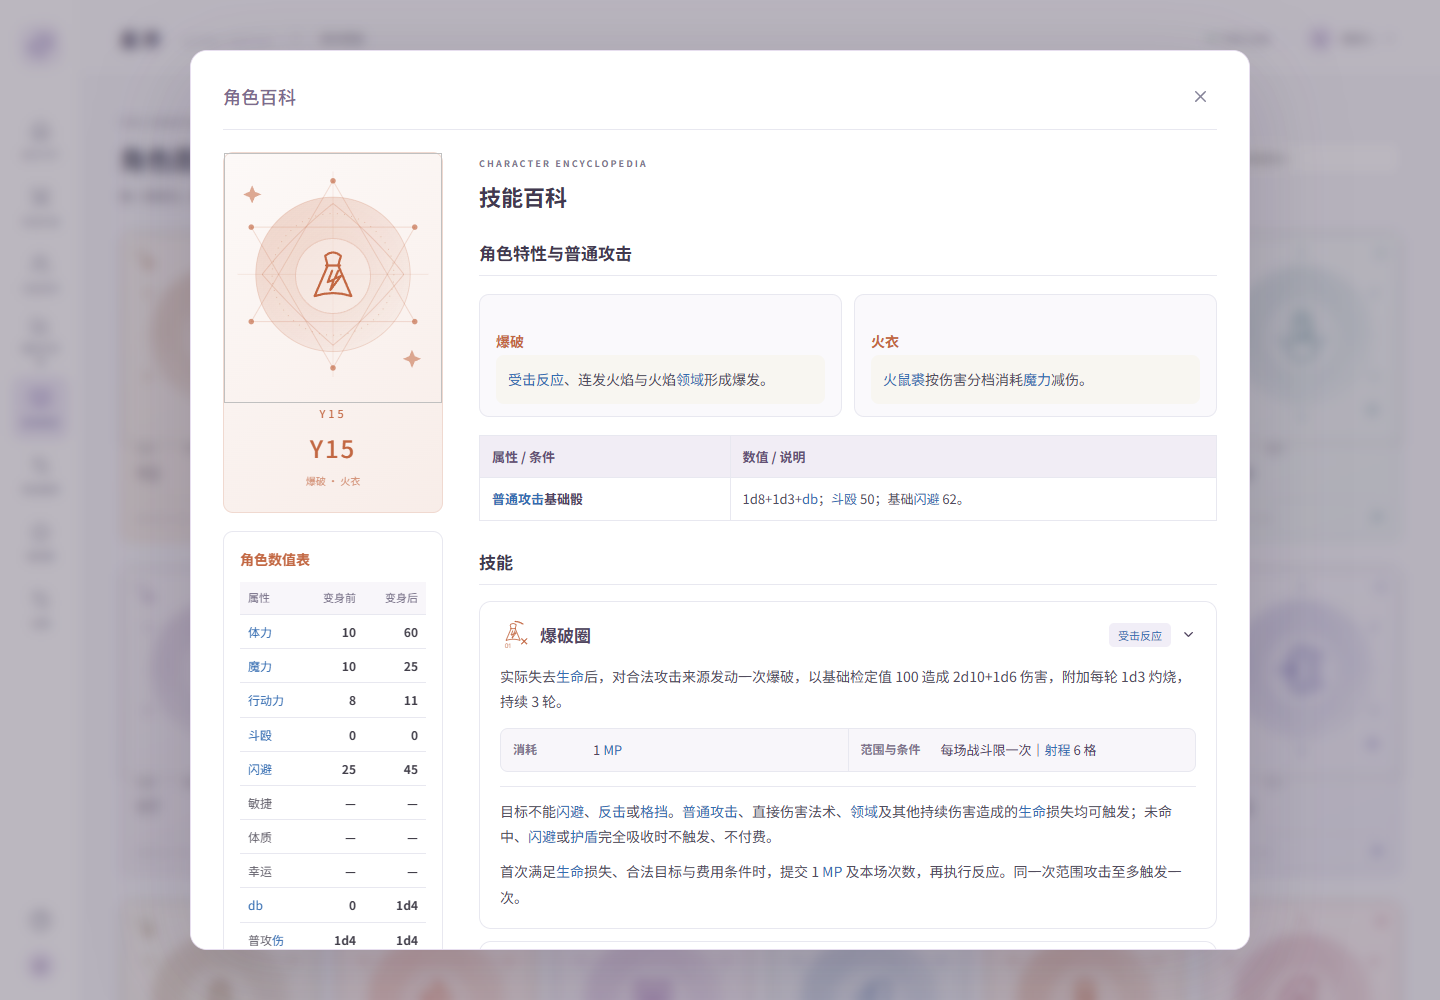 角色百科
Y15
Y15
爆破 · 火衣
角色数值表
属性 变身前 变身后
体力 10 60
魔力 10 25
行动力 8 11
斗殴 0 0
闪避 25 45
敏捷 — —
体质 — —
幸运 — —
db 0 1d4
普攻伤 1d4 1d4
CHARACTER ENCYCLOPEDIA
技能百科
角色特性与普通攻击
爆破
受击反应、连发火焰与火焰领域形成爆发。
火衣
火鼠裘按伤害分档消耗魔力减伤。
属性 / 条件 数值 / 说明
普通攻击基础骰 1d8+1d3+db；斗殴 50；基础闪避 62。
技能
爆破圈 受击反应
实际失去生命后，对合法攻击来源发动一次爆破，以基础检定值 100 造成 2d10+1d6 伤害，附加每轮 1d3 灼烧，
持续 3 轮。
消耗 1 MP 范围与条件 每场战斗限一次｜射程 6 格
目标不能闪避、反击或格挡。普通攻击、直接伤害法术、领域及其他持续伤害造成的生命损失均可触发；未命
中、闪避或护盾完全吸收时不触发、不付费。
首次满足生命损失、合法目标与费用条件时，提交 1 MP 及本场次数，再执行反应。同一次范围攻击至多触发一
次。